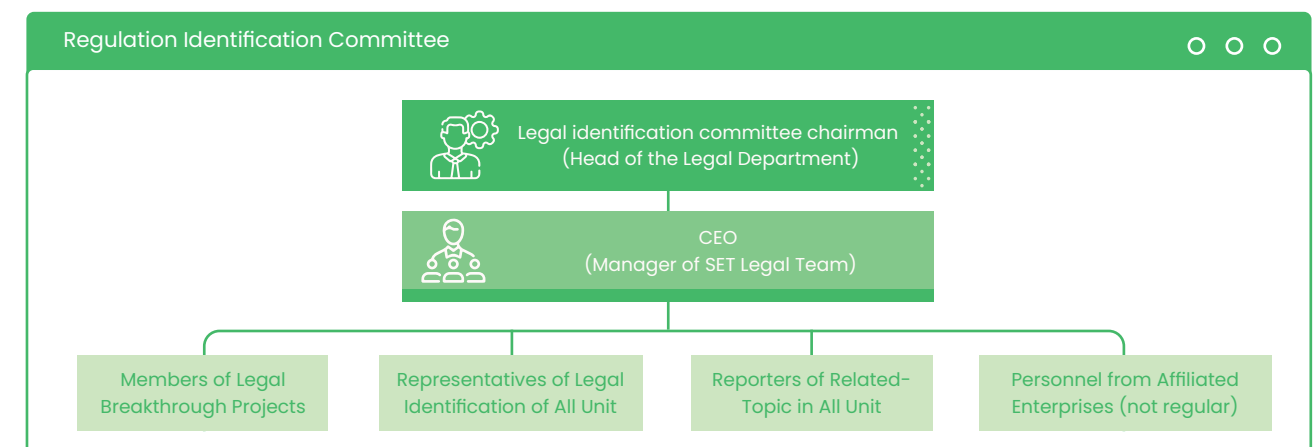 Regulation Identification Committee
Legal identification committee chairman
(Head of the Legal Department)
CEO
(Manager of SET Legal Team)
Members of Legal
Breakthrough Projects
Representatives of Legal
Identification of All Unit
Reporters of Related-
Topic in All Unit
Personnel from Affiliated
Enterprises (not regular)